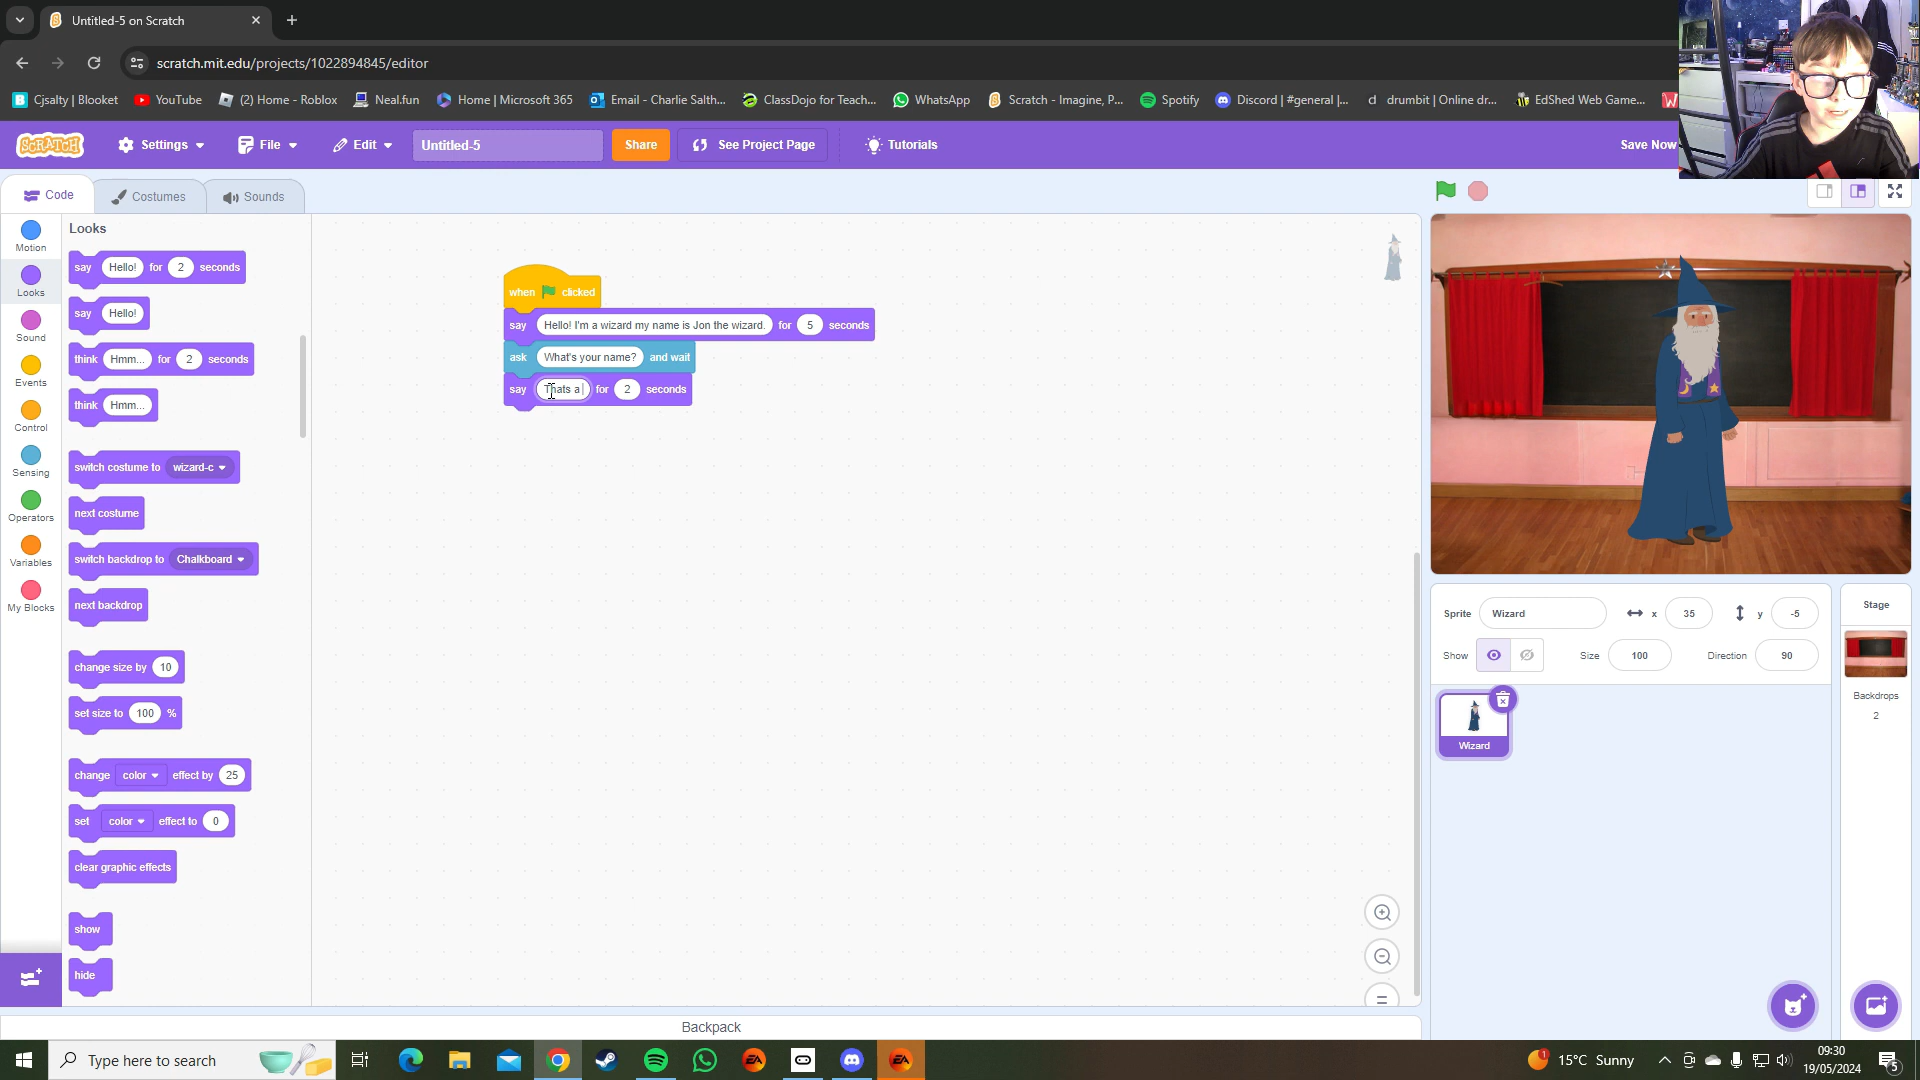 Untitled-5 on Scratch
scratch.mit.edu/projects/1022894845/editor
Cjsalty | Blooket
YouTube
(2) Home - Roblox
Neal.fun
Home | Microsoft 365
Email - Charlie Salth...
ClassDojo for Teach...
WhatsApp
Scratch - Imagine, P...
Spotify
Discord | #general |...
drumbit | Online dr...
EdShed Web Game...
SCRATCH
Settings
File
Edit
Untitled-5
Share
See Project Page
Tutorials
Save Now
Code
Costumes
Sounds
Motion
Looks
Sound
Events
Control
Sensing
Operators
Variables
My Blocks
Looks
say Hello! for 2 seconds
say Hello!
think Hmm... for 2 seconds
think Hmm...
switch costume to wizard-c
next costume
switch backdrop to Chalkboard
next backdrop
change size by 10
set size to 100 %
change color effect by 25
set color effect to 0
clear graphic effects
show
hide
when clicked
say Hello! I'm a wizard my name is Jon the wizard. for 5 seconds
ask What's your name? and wait
say Thats a for 2 seconds
Sprite Wizard x 35 y -5
Show Size 100 Direction 90
Wizard
Stage
Backdrops
2
Backpack
Type here to search
15°C Sunny
09:30
19/05/2024
5